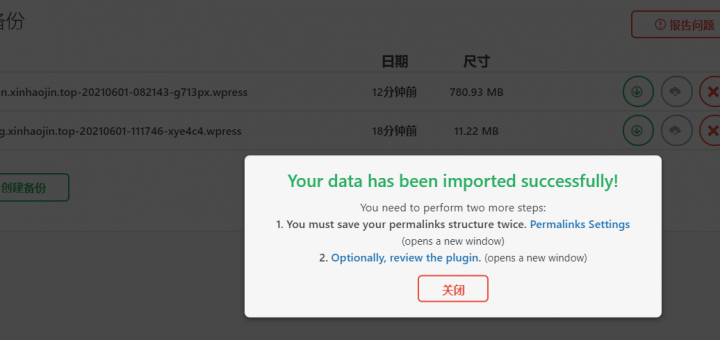 备份
报告问题
日期 尺寸
n.xinhaojin.top-20210601-082143-g713px.wpress 12分钟前 780.93 MB
g.xinhaojin.top-20210601-111746-xye4c4.wpress 18分钟前 11.22 MB
创建备份
Your data has been imported successfully!
You need to perform two more steps:
1. You must save your permalinks structure twice. Permalinks Settings
(opens a new window)
2. Optionally, review the plugin. (opens a new window)
关闭